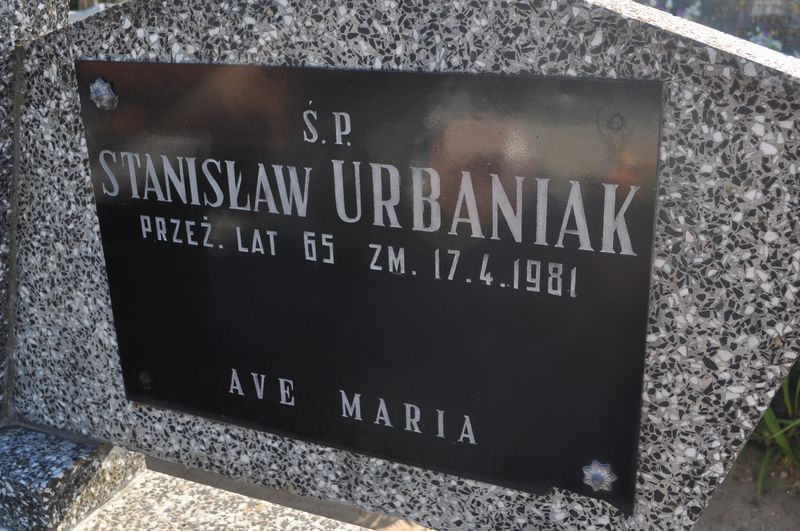 Ś.P.
STANISŁAW URBANIAK
PRZEŻ. LAT 65 ZM. 17.4.1981
AVE MARIA